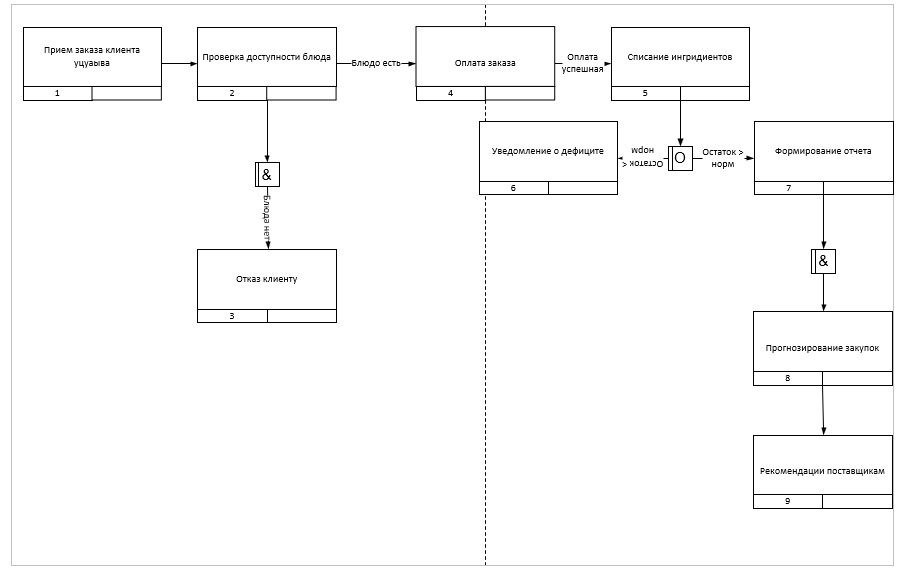 Прием заказа клиента
уцуаыва
1
Проверка доступности блюда
2
Блюдо есть
Оплата заказа
4
Оплата
успешная
Списание ингридиентов
5
&
Блюда нет
Отказ клиенту
3
Уведомление о дефиците
6
Остаток <
норм
O
Остаток >
норм
Формирование отчета
7
&
Прогнозирование закупок
8
Рекомендации поставщикам
9